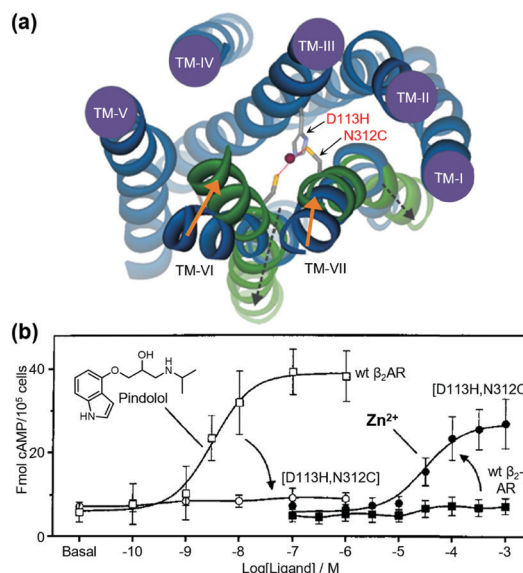 (a)
TM-III
TM-IV
TM-V
TM-II
D113H
N312C
TM-I
TM-VI
TM-VII
(b)
40
20
0
Fmol cAMP/10⁵ cells
OH
H
N
O
N
H
Pindolol
wt β₂AR
[D113H,N312C]
Zn²⁺
[D113H,N312C]
wt β₂-
AR
Basal -10 -9 -8 -7 -6 -5 -4 -3
Log[Ligand] / M